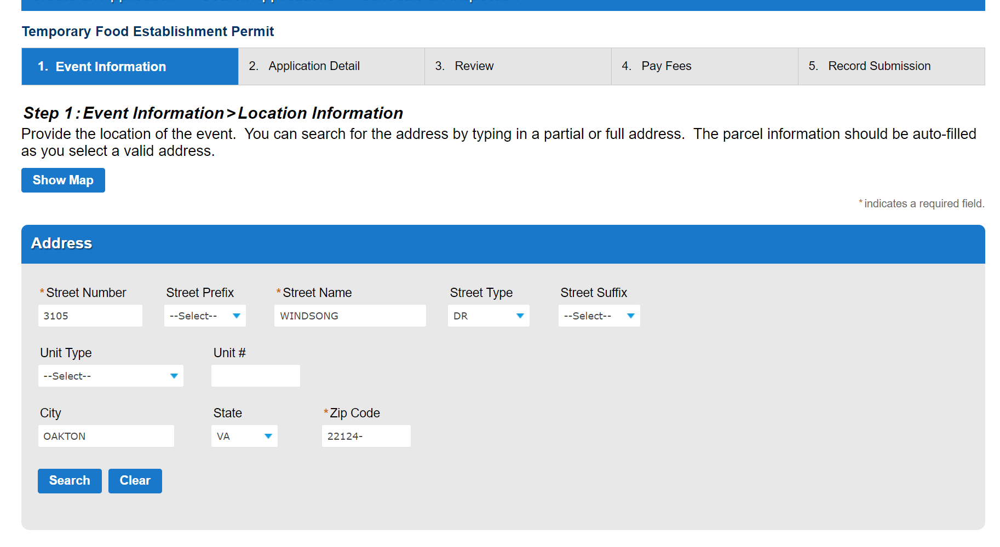 Temporary Food Establishment Permit
1. Event Information 2. Application Detail 3. Review 4. Pay Fees 5. Record Submission
Step 1:Event Information>Location Information
Provide the location of the event. You can search for the address by typing in a partial or full address. The parcel information should be auto-filled
as you select a valid address.
Show Map
*indicates a required field.
Address
*Street Number Street Prefix *Street Name Street Type Street Suffix
3105 --Select-- WINDSONG DR --Select--
Unit Type Unit #
--Select--
City State *Zip Code
OAKTON VA 22124-
Search Clear